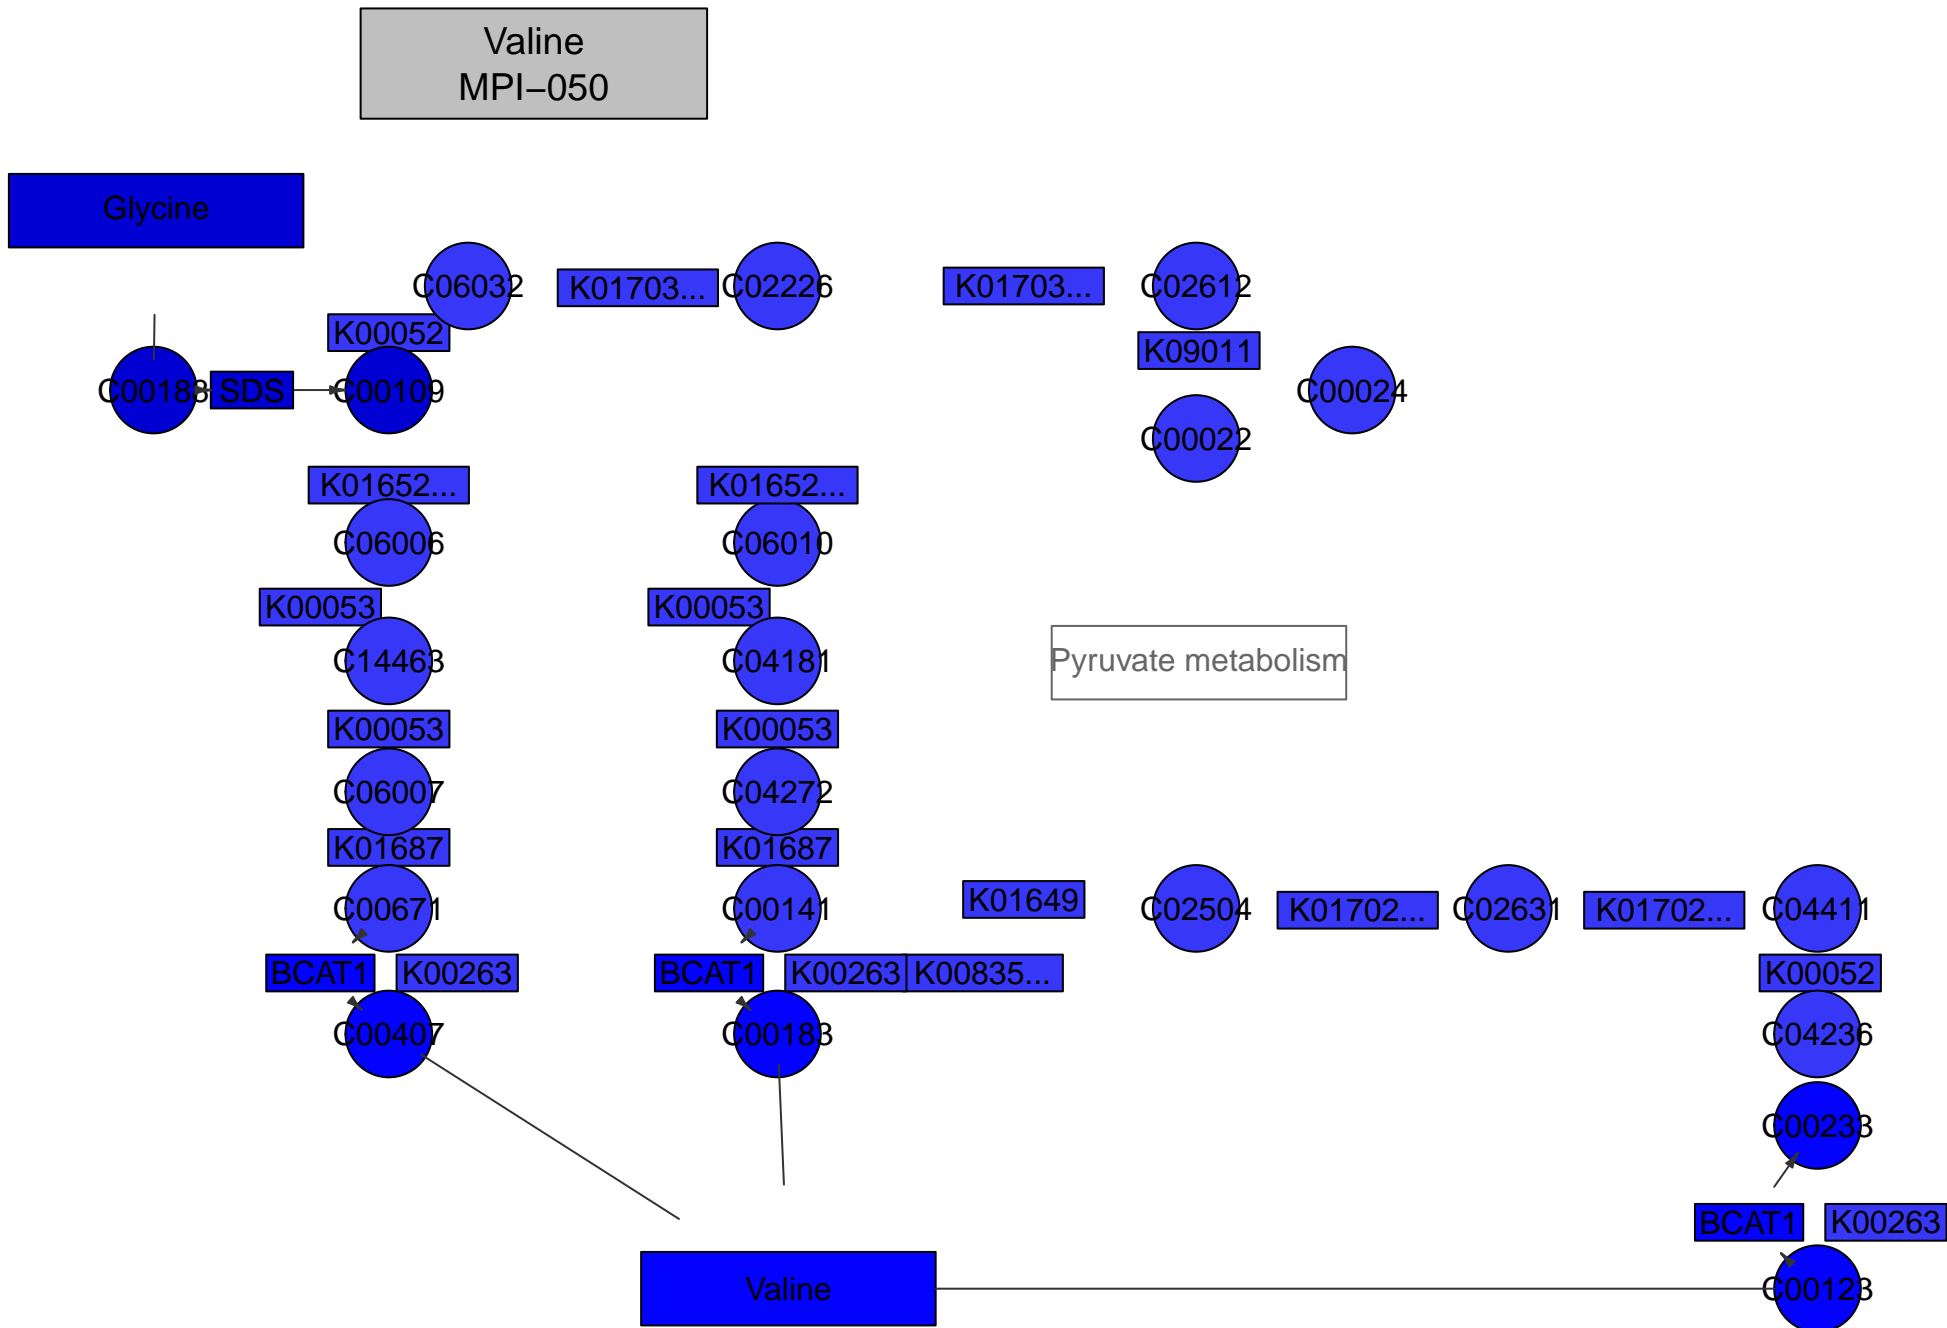 Valine
MPI−050
Glycine
C06032
K01703...
C02226
K01703...
C02612
K00052
K09011
C00188
SDS
C00109
C00024
C00022
K01652...
K01652...
C06006
C06010
K00053
K00053
C14463
C04181
Pyruvate metabolism
K00053
K00053
C06007
C04272
K01687
K01687
C00671
C00141
K01649
C02504
K01702...
C02631
K01702...
C04411
BCAT1
K00263
BCAT1
K00263
K00835...
K00052
C00407
C00183
C04236
C00233
BCAT1
K00263
Valine
C00123